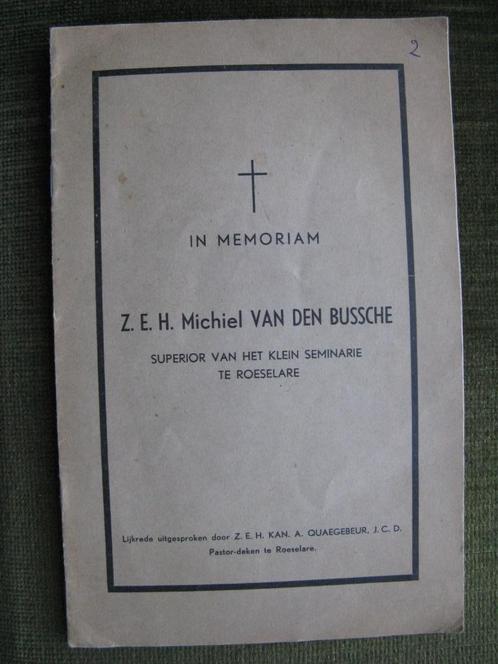 2
IN MEMORIAM
Z. E. H. Michiel VAN DEN BUSSCHE
SUPERIOR VAN HET KLEIN SEMINARIE
TE ROESELARE
Lijkrede uitgesproken door Z. E. H. KAN. A. QUAEGEBEUR, J. C. D.
Pastor-deken te Roeselare.